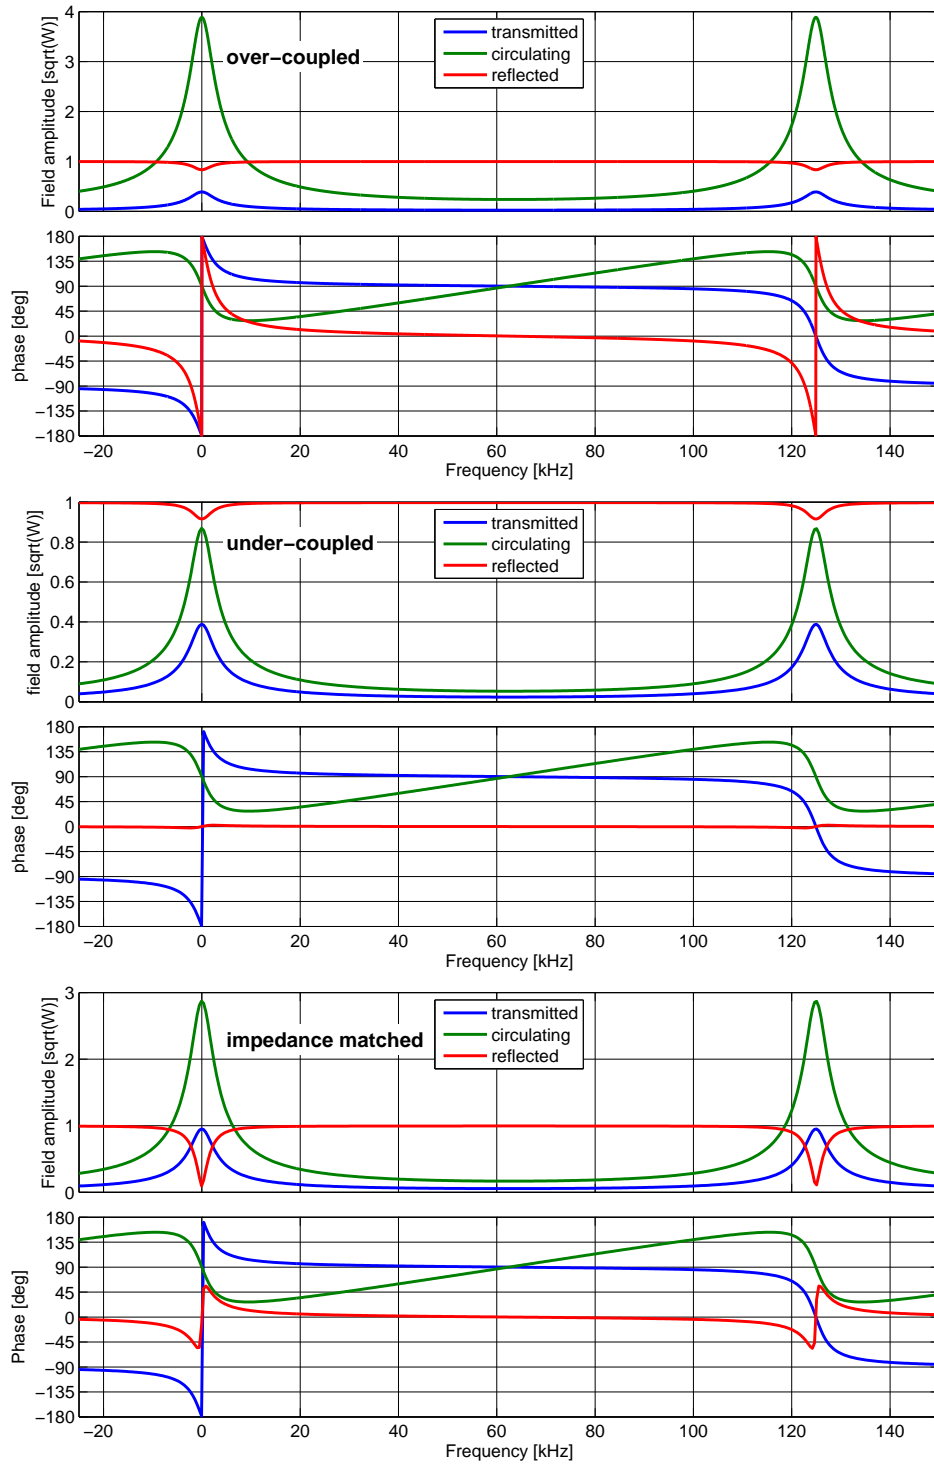 4
3
2
1
0
Field amplitude [sqrt(W)]
over−coupled
transmitted
circulating
reflected
180
135
90
45
0
−45
−90
−135
−180
phase [deg]
−20 0 20 40 60 80 100 120 140
Frequency [kHz]
1
0.8
0.6
0.4
0.2
0
field amplitude [sqrt(W)]
under−coupled
transmitted
circulating
reflected
180
135
90
45
0
−45
−90
−135
−180
phase [deg]
−20 0 20 40 60 80 100 120 140
Frequency [kHz]
3
2
1
0
Field amplitude [sqrt(W)]
impedance matched
transmitted
circulating
reflected
180
135
90
45
0
−45
−90
−135
−180
Phase [deg]
−20 0 20 40 60 80 100 120 140
Frequency [kHz]